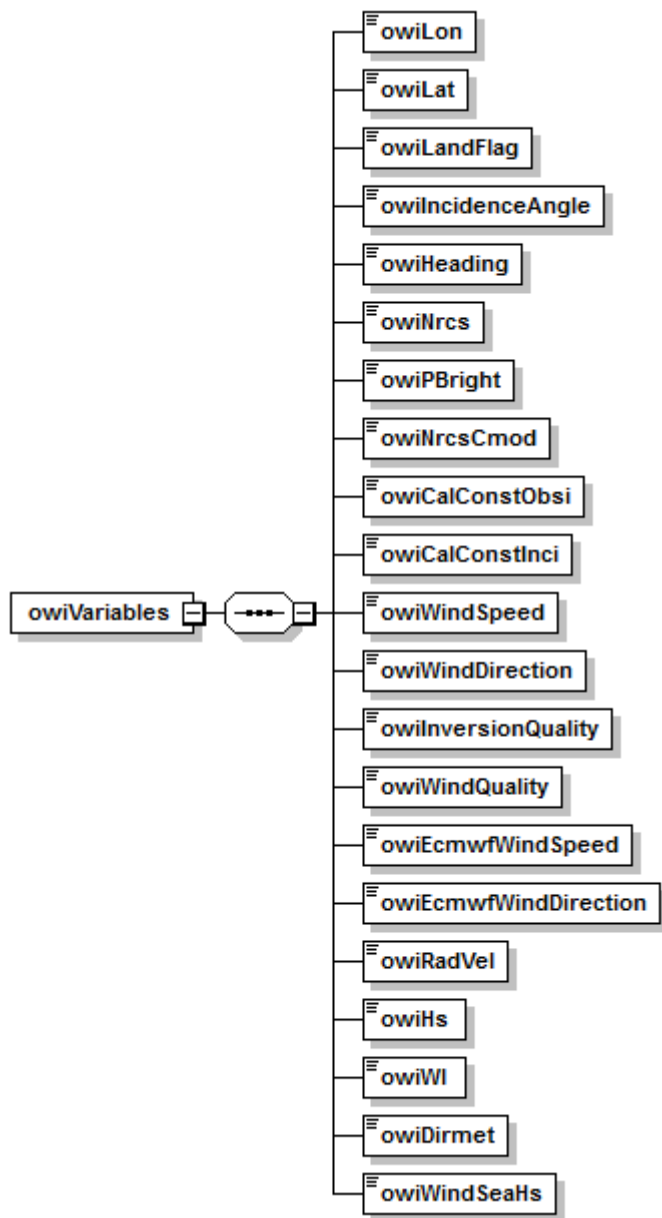 owiLon
owiLat
owiLandFlag
owiIncidenceAngle
owiHeading
owiNrcs
owiPBright
owiNrcsCmod
owiCalConstObsi
owiCalConstInci
owiVariables
owiWindSpeed
owiWindDirection
owiInversionQuality
owiWindQuality
owiEcmwfWindSpeed
owiEcmwfWindDirection
owiRadVel
owiHs
owiWl
owiDirmet
owiWindSeaHs